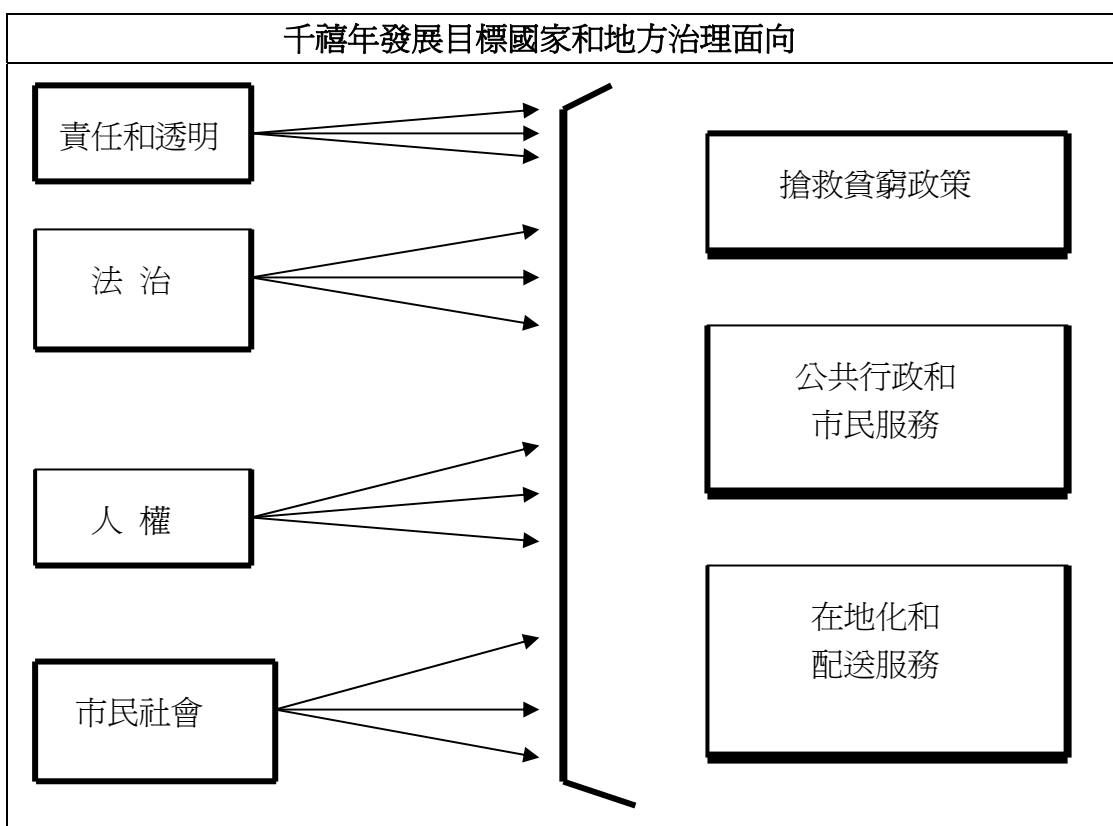 千禧年發展目標國家和地方治理面向
責任和透明
搶救貧窮政策
法 治
公共行政和
市民服務
人 權
在地化和
配送服務
市民社會